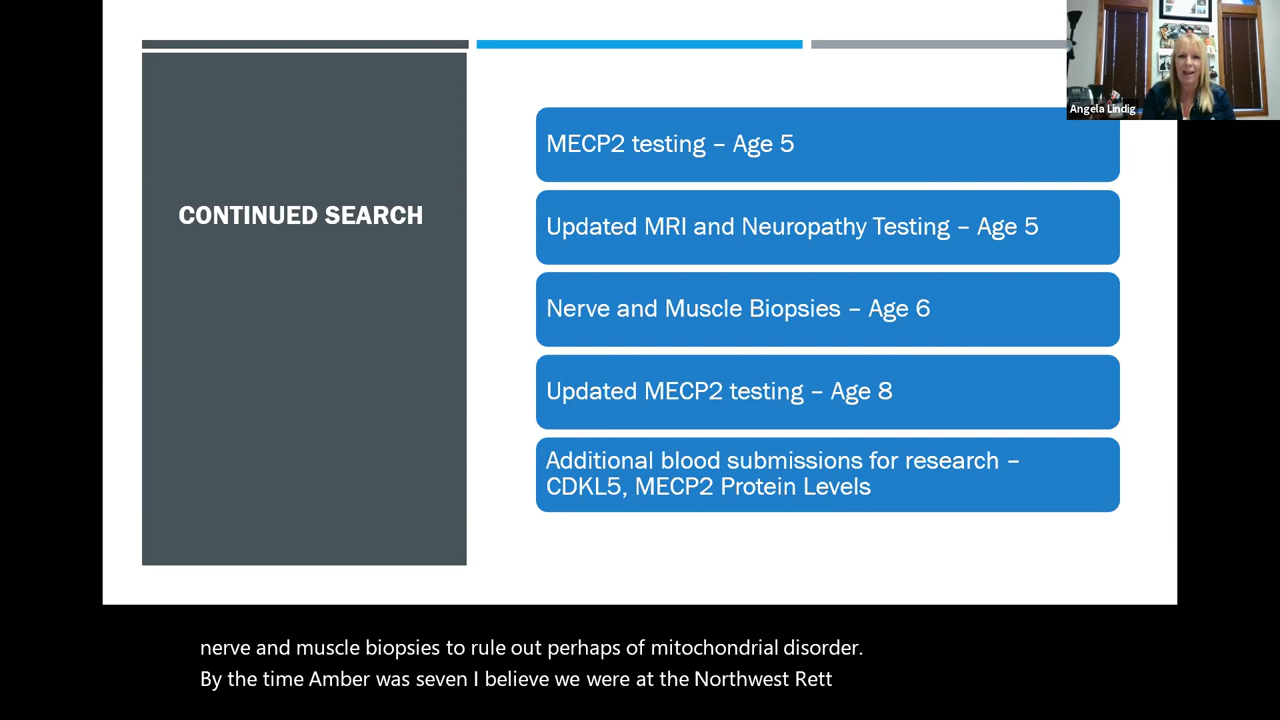 Angela Lindig
CONTINUED SEARCH
MECP2 testing – Age 5
Updated MRI and Neuropathy Testing – Age 5
Nerve and Muscle Biopsies – Age 6
Updated MECP2 testing – Age 8
Additional blood submissions for research –
CDKL5, MECP2 Protein Levels
nerve and muscle biopsies to rule out perhaps of mitochondrial disorder.
By the time Amber was seven I believe we were at the Northwest Rett